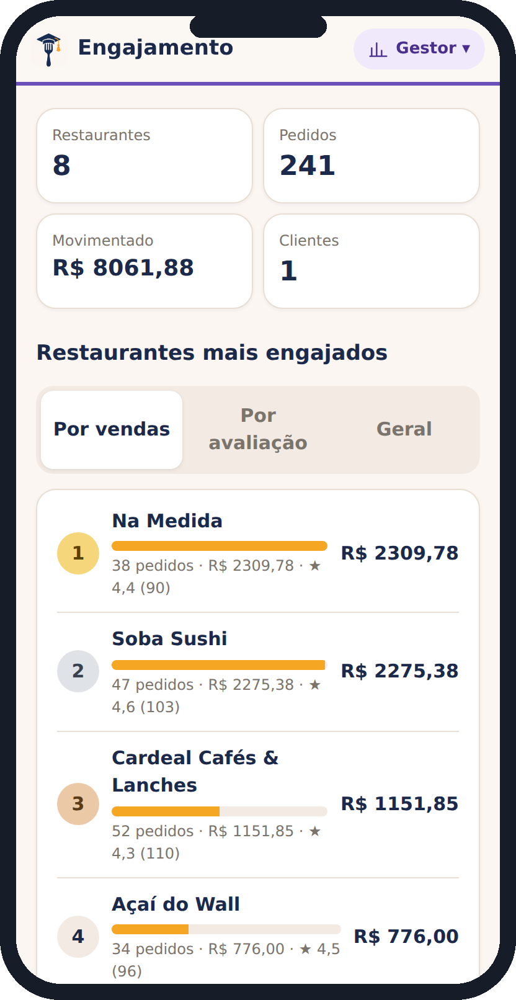 Engajamento
Gestor ▾
Restaurantes
8
Pedidos
241
Movimentado
R$ 8061,88
Clientes
1
Restaurantes mais engajados
Por vendas
Por
avaliação
Geral
1
Na Medida
38 pedidos · R$ 2309,78 · ★
4,4 (90)
R$ 2309,78
2
Soba Sushi
47 pedidos · R$ 2275,38 · ★
4,6 (103)
R$ 2275,38
3
Cardeal Cafés &
Lanches
52 pedidos · R$ 1151,85 · ★
4,3 (110)
R$ 1151,85
4
Açaí do Wall
34 pedidos · R$ 776,00 · ★ 4,5
(96)
R$ 776,00